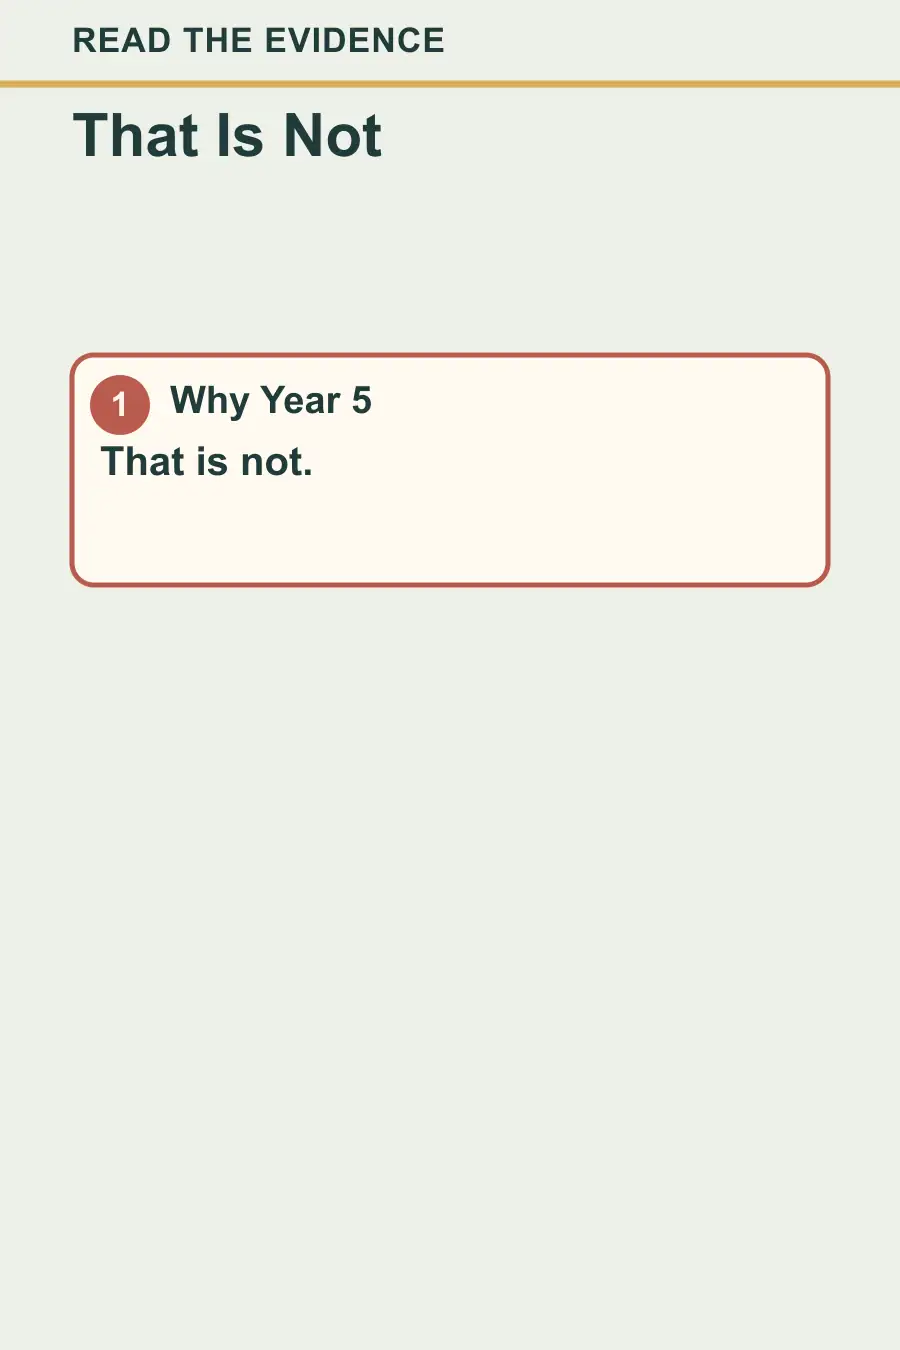 READ THE EVIDENCE
That Is Not
1 Why Year 5
That is not.